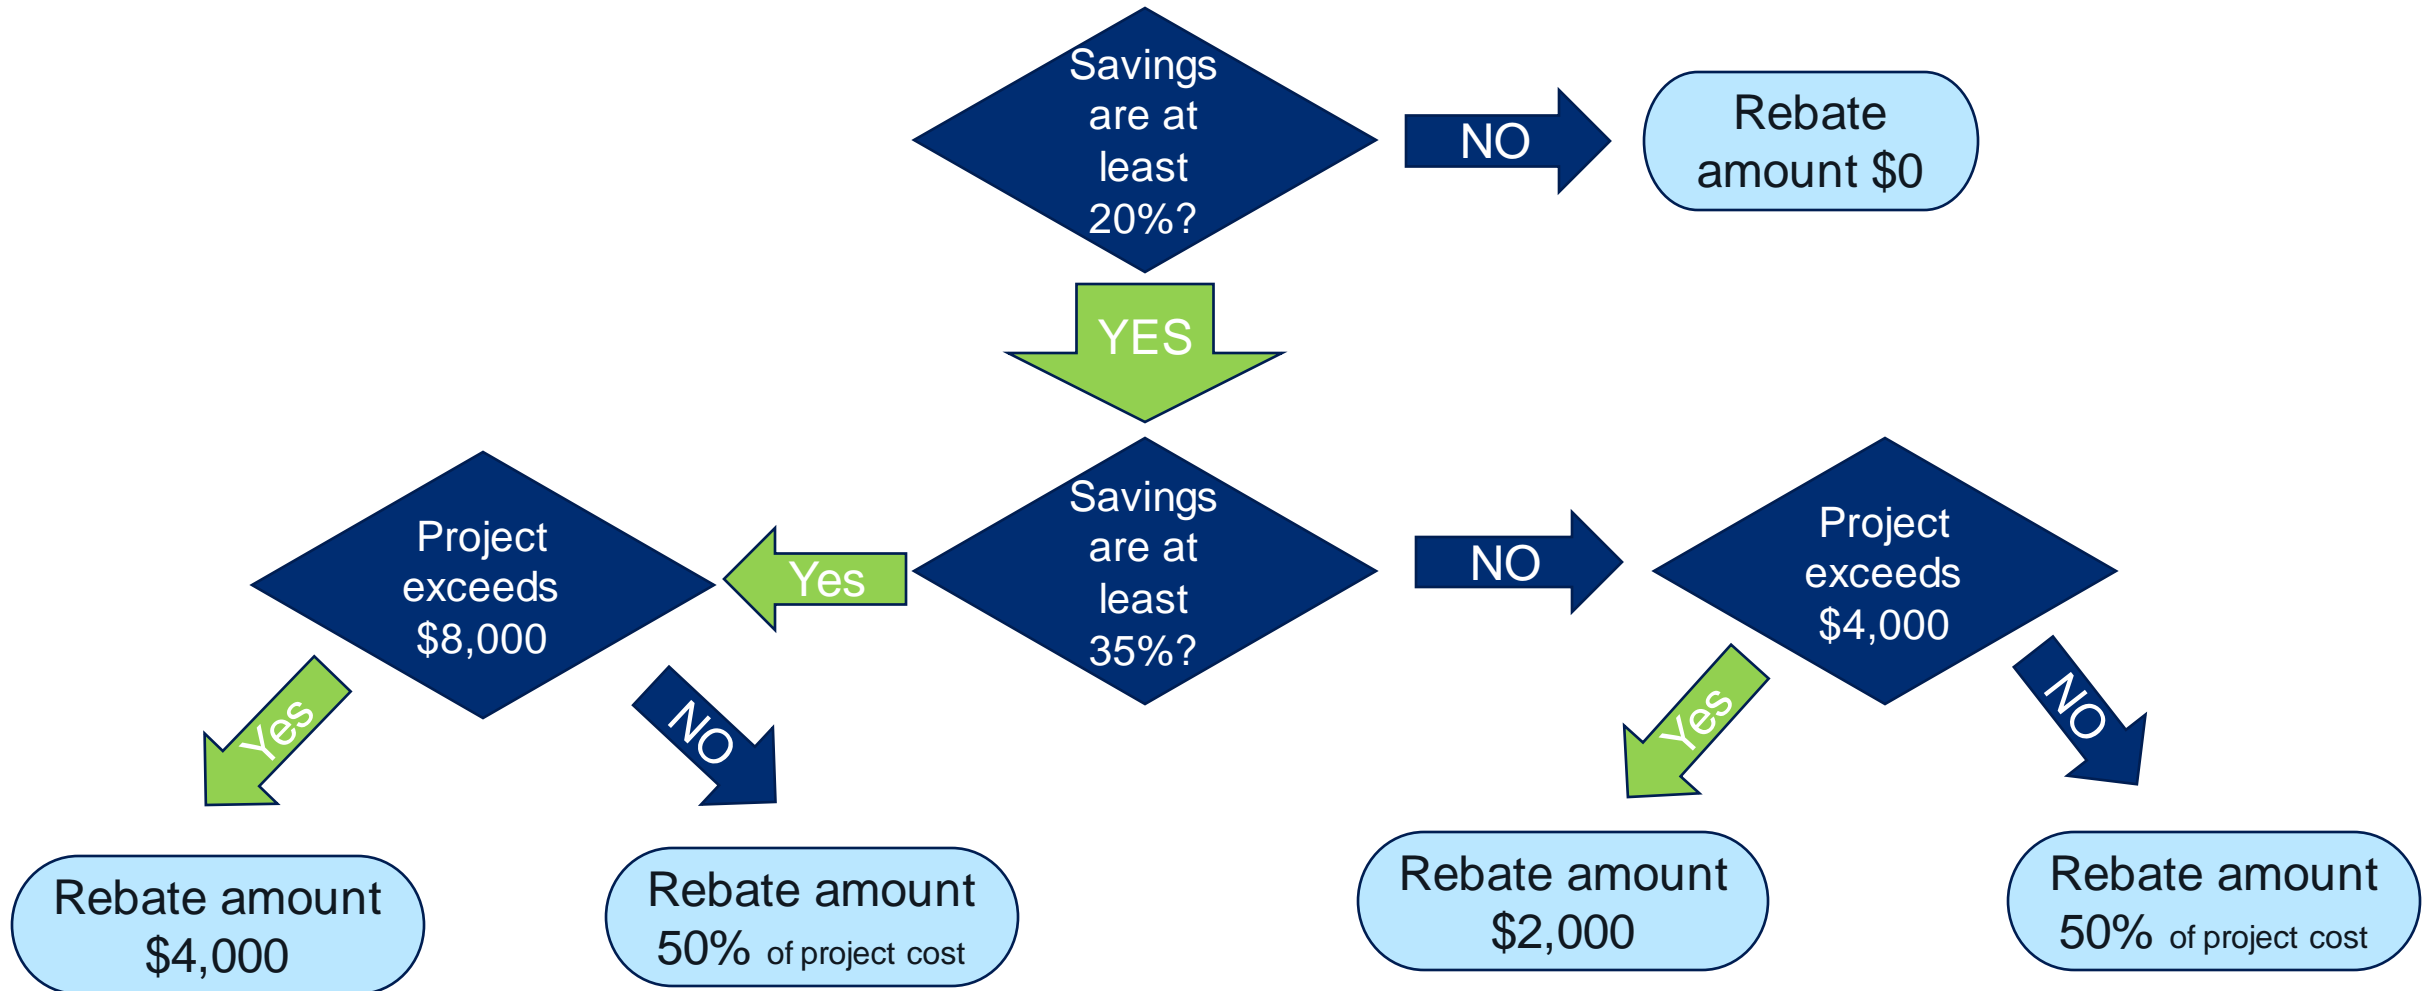 Savings
are at
least
20%?
NO
Rebate
amount $0
YES
Project
exceeds
$8,000
Yes
Savings
are at
least
35%?
NO
Project
exceeds
$4,000
Yes
NO
Yes
NO
Rebate amount
$4,000
Rebate amount
50% of project cost
Rebate amount
$2,000
Rebate amount
50% of project cost